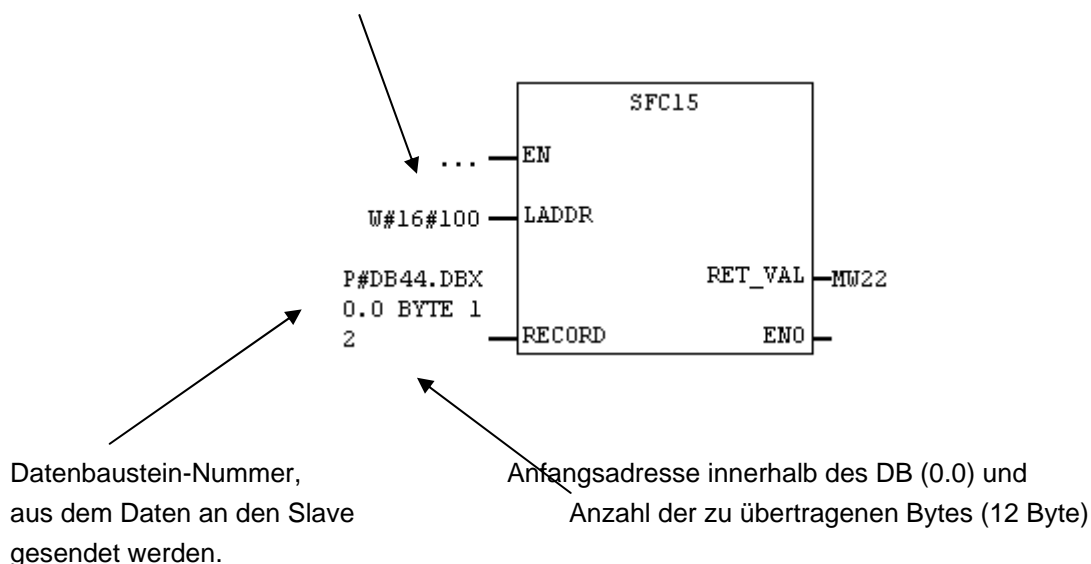 SFC15
... EN
W#16#100 LADDR
P#DB44.DBX
0.0 BYTE 1
2
RECORD
RET_VAL MW22
ENO
Datenbaustein-Nummer,
aus dem Daten an den Slave
gesendet werden.
Anfangsadresse innerhalb des DB (0.0) und
Anzahl der zu übertragenen Bytes (12 Byte)